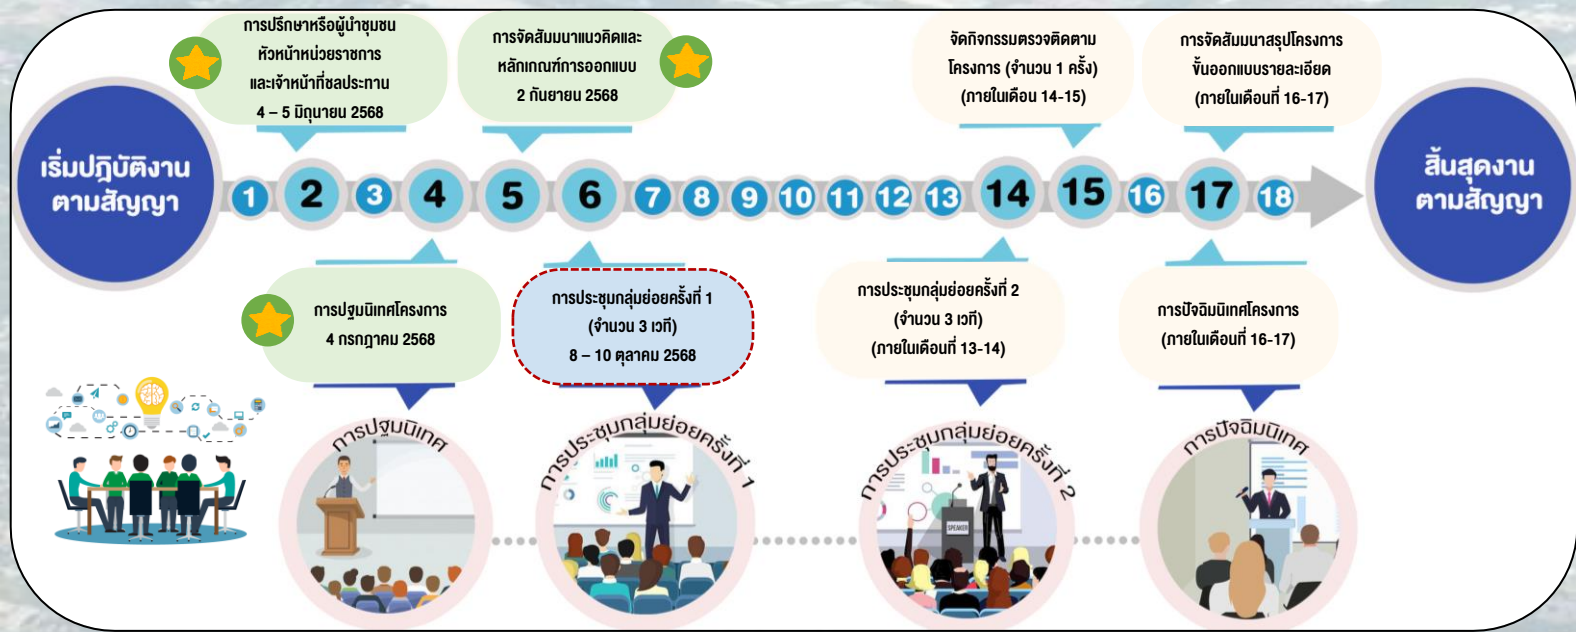 การปรึกษาหรือผู้นำชุมชน
หัวหน้าหน่วยราชการ
และเจ้าหน้าที่ชลประทาน
4 – 5 มิถุนายน 2568
การจัดสัมมนาแนวคิดและ
หลักเกณฑ์การออกแบบ
2 กันยายน 2568
จัดกิจกรรมตรวจติดตาม
โครงการ (จำนวน 1 ครั้ง)
(ภายในเดือน 14-15)
การจัดสัมมนาสรุปโครงการ
ขั้นออกแบบรายละเอียด
(ภายในเดือนที่ 16-17)
เริ่มปฏิบัติงาน
ตามสัญญา
1 2 3 4 5 6 7 8 9 10 11 12 13 14 15 16 17 18
สิ้นสุดงาน
ตามสัญญา
การปฐมนิเทศโครงการ
4 กรกฎาคม 2568
การประชุมกลุ่มย่อยครั้งที่ 1
(จำนวน 3 เวที)
8 – 10 ตุลาคม 2568
การประชุมกลุ่มย่อยครั้งที่ 2
(จำนวน 3 เวที)
(ภายในเดือนที่ 13-14)
การปัจฉิมนิเทศโครงการ
(ภายในเดือนที่ 16-17)
การปฐมนิเทศ
การประชุมกลุ่มย่อยครั้งที่ 1
การประชุมกลุ่มย่อยครั้งที่ 2
SPEAKER
การปัจฉิมนิเทศ